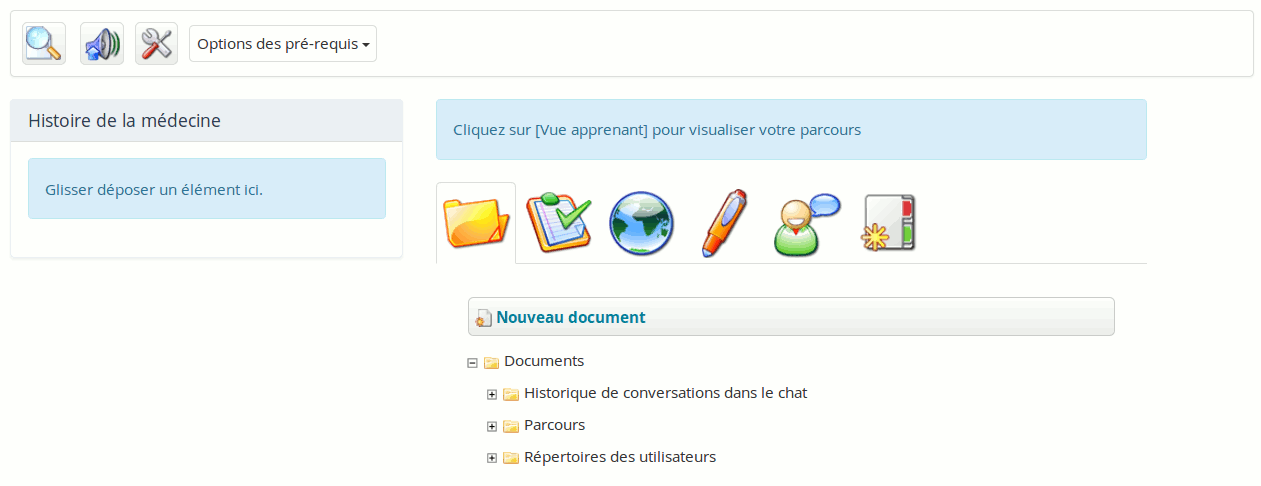 Options des pré-requis
Histoire de la médecine
Glisser déposer un élément ici.
Cliquez sur [Vue apprenant] pour visualiser votre parcours
Nouveau document
Documents
Historique de conversations dans le chat
Parcours
Répertoires des utilisateurs